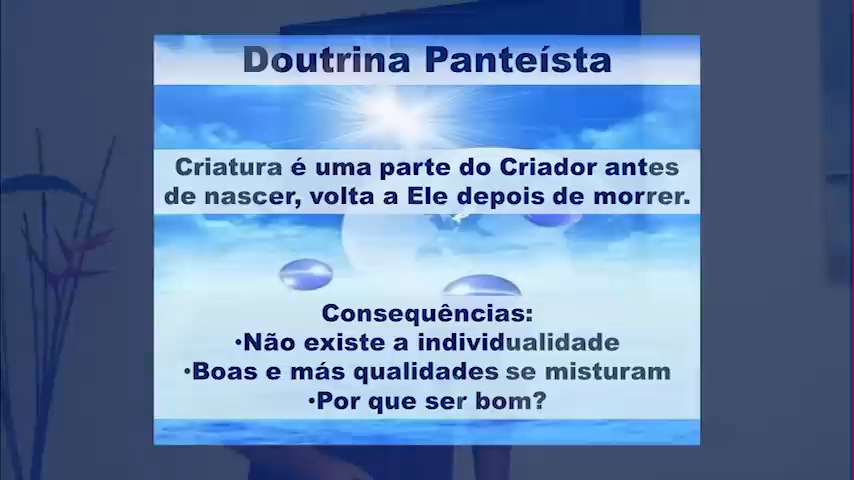 Doutrina Panteísta
Criatura é uma parte do Criador antes
de nascer, volta a Ele depois de morrer.
Consequências:
•Não existe a individualidade
•Boas e más qualidades se misturam
•Por que ser bom?